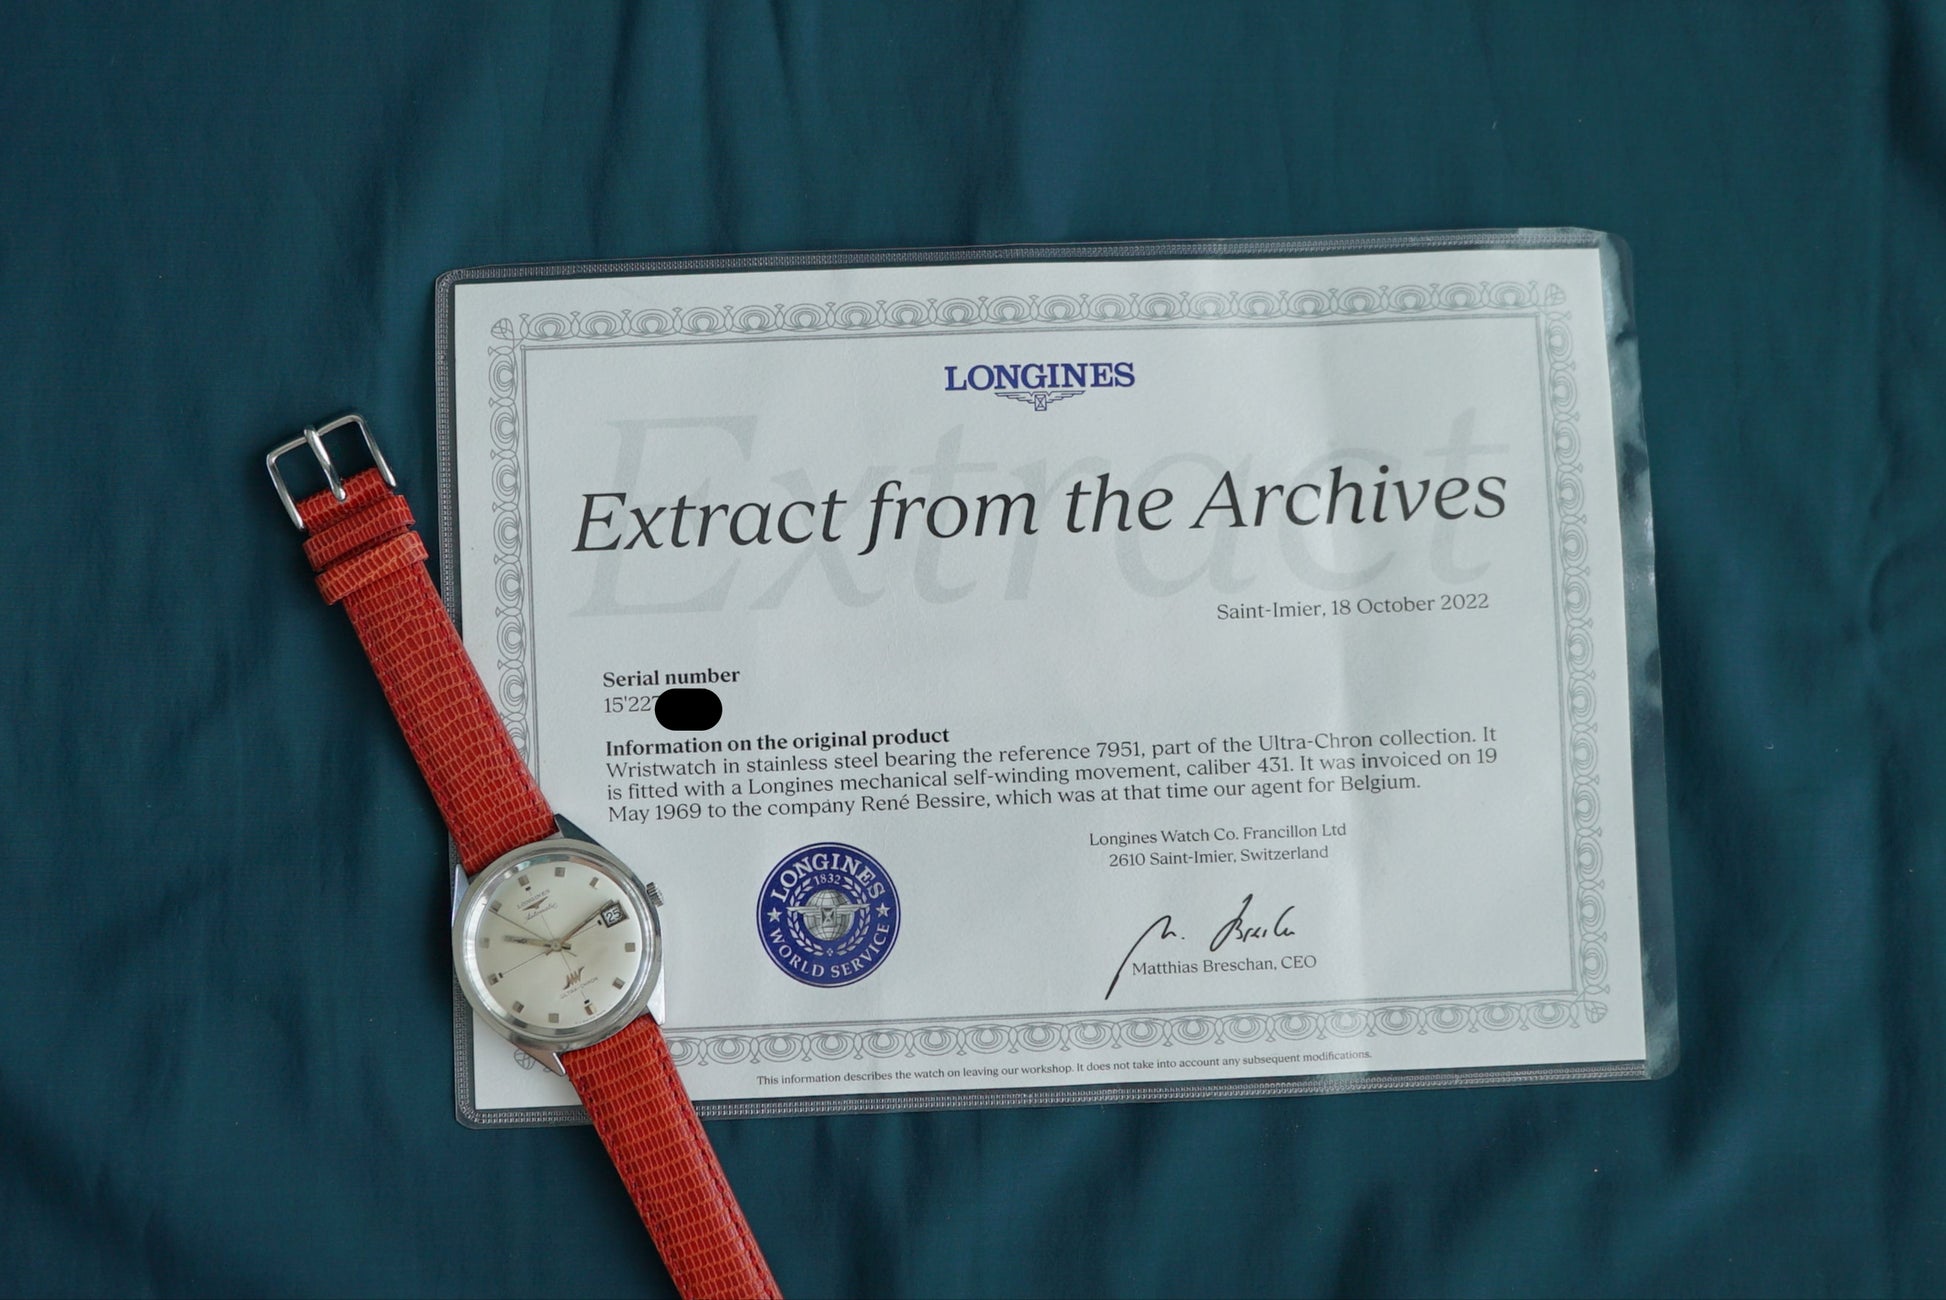 LONGINES
Extract
Extract from the Archives
Saint-Imier, 18 October 2022
Serial number
15'227
Information on the original product
Wristwatch in stainless steel bearing the reference 7951, part of the Ultra-Chron collection. It
is fitted with a Longines mechanical self-winding movement, caliber 431. It was invoiced on 19
May 1969 to the company René Bessire, which was at that time our agent for Belgium.
Longines Watch Co. Francillon Ltd
2610 Saint-Imier, Switzerland
LONGINES
1832
WORLD SERVICE
Matthias Breschan, CEO
This information describes the watch on leaving our workshop. It does not take into account any subsequent modifications.
LONGINES
Automatic
25
ULTRA-CHRON